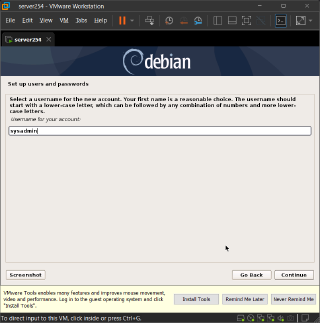 server254 - VMware Workstation
File Edit View VM Tabs Help
server254
debian
Set up users and passwords
Select a username for the new account. Your first name is a reasonable choice. The username should
start with a lower-case letter, which can be followed by any combination of numbers and more lower-
case letters.
Username for your account:
sysadmin
Screenshot Go Back Continue
VMware Tools enables many features and improves mouse movement,
video and performance. Log in to the guest operating system and click
"Install Tools".
Install Tools Remind Me Later Never Remind Me
To direct input to this VM, click inside or press Ctrl+G.